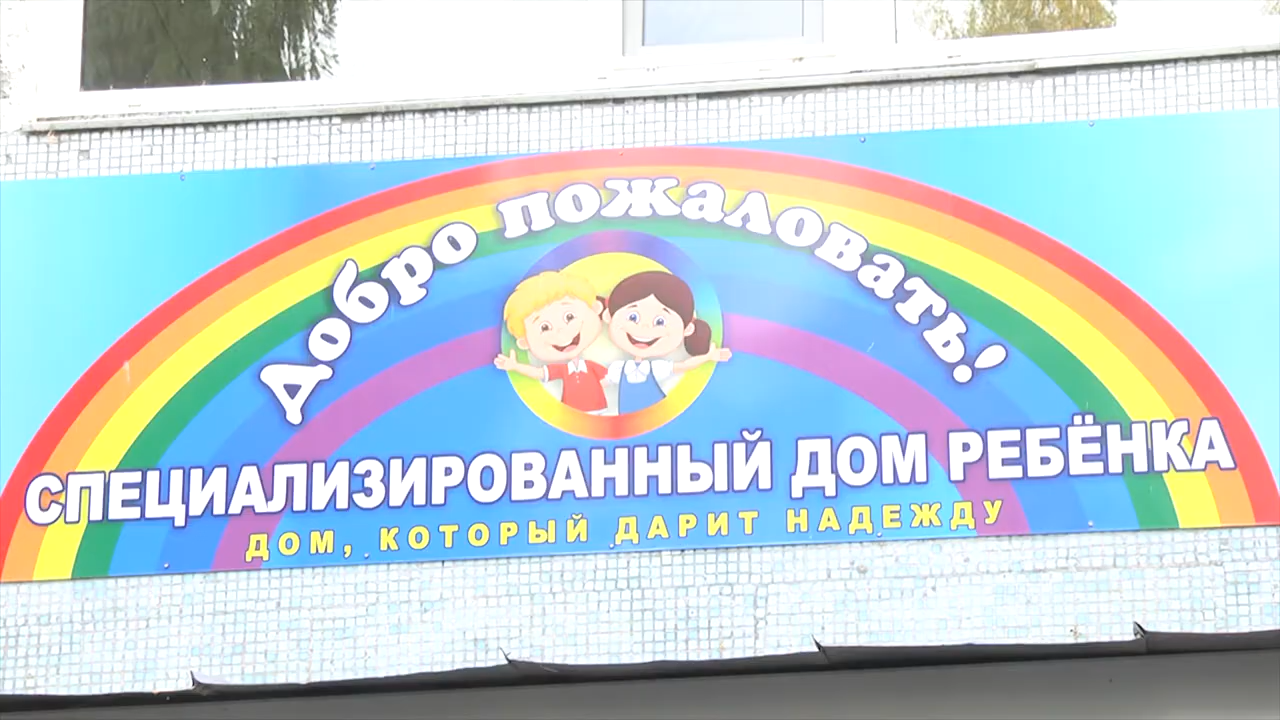 Добро пожаловать!
СПЕЦИАЛИЗИРОВАННЫЙ ДОМ РЕБЁНКА
ДОМ, КОТОРЫЙ ДАРИТ НАДЕЖДУ